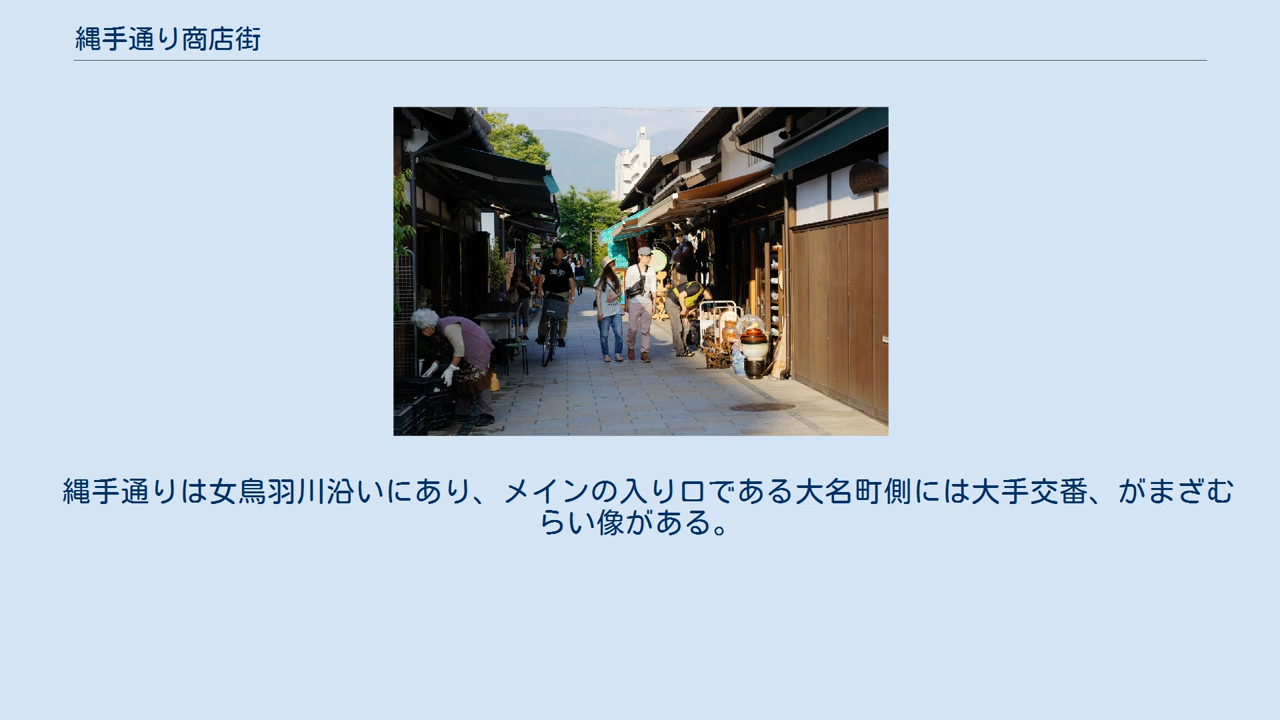 縄手通り商店街
縄手通りは女鳥羽川沿いにあり、メインの入り口である大名町側には大手交番、がまざむ
らい像がある。